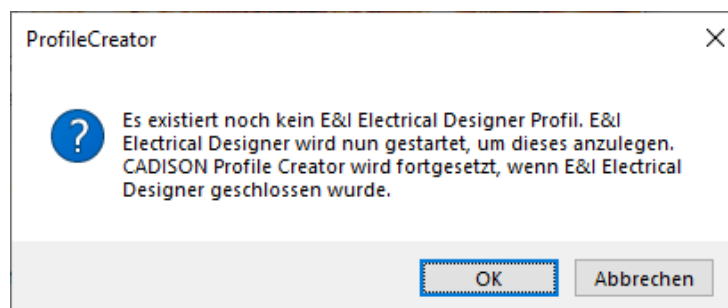 ProfileCreator
Es existiert noch kein E&I Electrical Designer Profil. E&I
Electrical Designer wird nun gestartet, um dieses anzulegen.
CADISON Profile Creator wird fortgesetzt, wenn E&I Electrical
Designer geschlossen wurde.
OK
Abbrechen